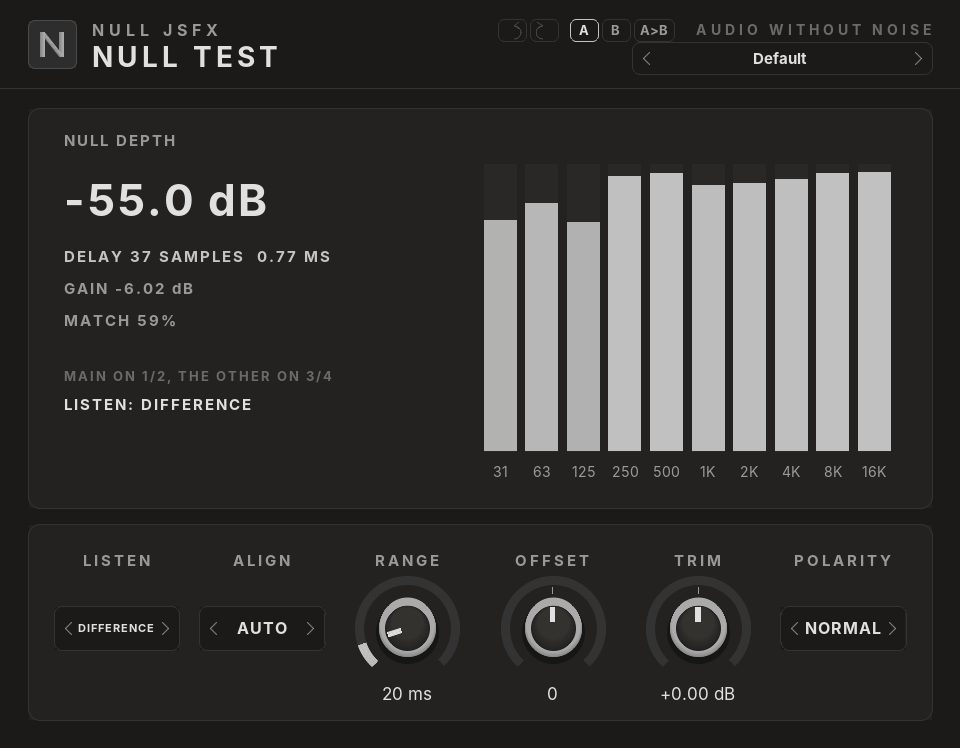 N
NULL JSFX
NULL TEST
A B A>B AUDIO WITHOUT NOISE
Default
NULL DEPTH
-55.0 dB
DELAY 37 SAMPLES 0.77 MS
GAIN -6.02 dB
MATCH 59%
MAIN ON 1/2, THE OTHER ON 3/4
LISTEN: DIFFERENCE
31 63 125 250 500 1K 2K 4K 8K 16K
LISTEN ALIGN RANGE OFFSET TRIM POLARITY
DIFFERENCE AUTO NORMAL
20 ms 0 +0.00 dB